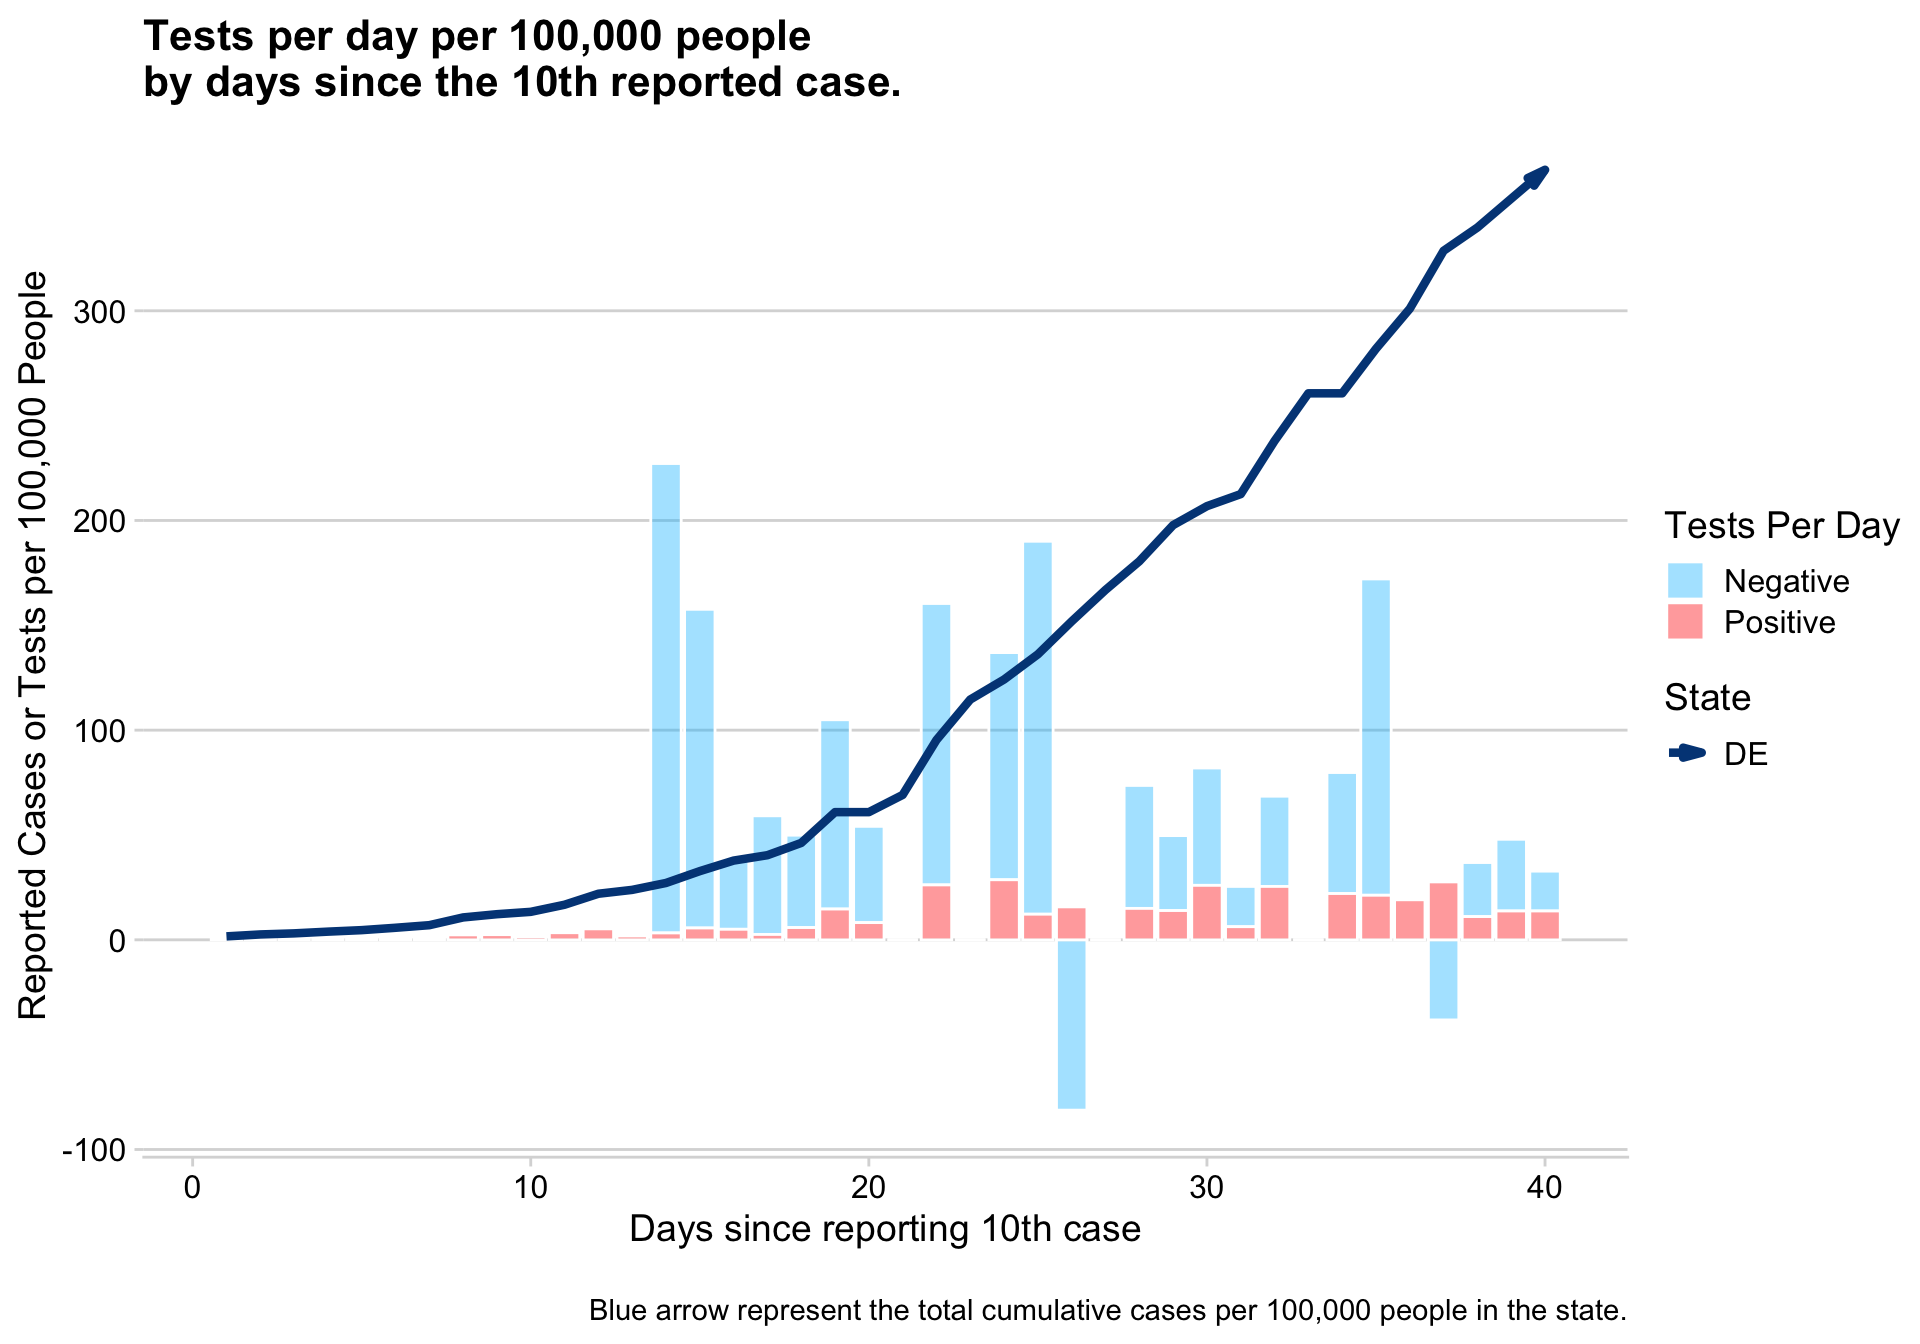 Tests per day per 100,000 people
by days since the 10th reported case.
Reported Cases or Tests per 100,000 People
300
200
100
0
-100
0
10
20
30
40
Days since reporting 10th case
Tests Per Day
Negative
Positive
State
DE
Blue arrow represent the total cumulative cases per 100,000 people in the state.